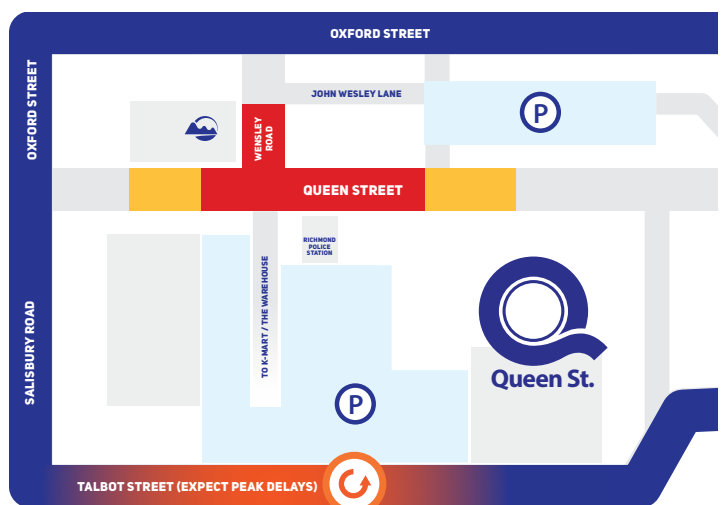 OXFORD STREET
OXFORD STREET
JOHN WESLEY LANE
P
WENSLEY
ROAD
QUEEN STREET
RICHMOND
POLICE
STATION
TO K-MART / THE WAREHOUSE
SALISBURY ROAD
Queen St.
P
TALBOT STREET (EXPECT PEAK DELAYS)